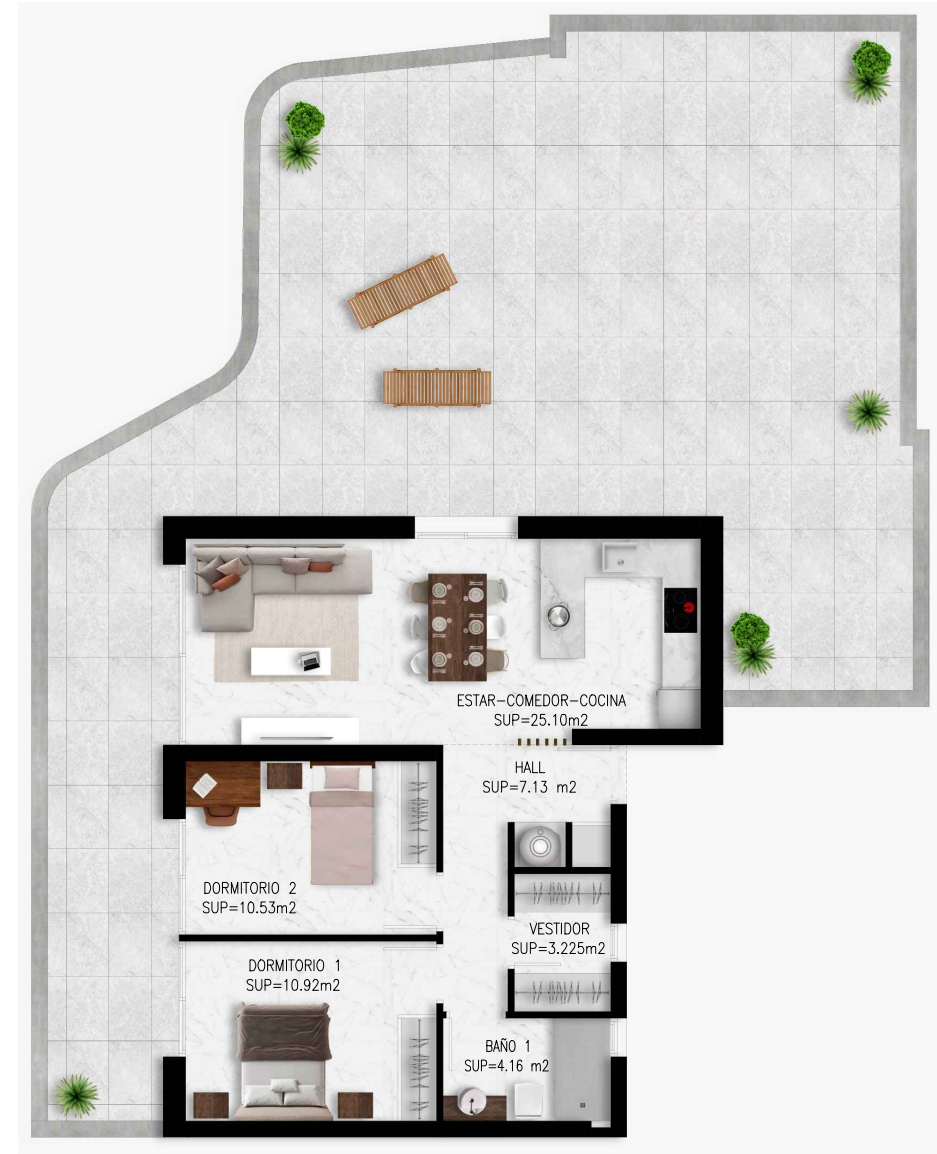 ESTAR-COMEDOR-COCINA
SUP=25.10m2
HALL
SUP=7.13 m2
DORMITORIO 2
SUP=10.53m2
VESTIDOR
SUP=3.225m2
DORMITORIO 1
SUP=10.92m2
BAÑO 1
SUP=4.16 m2